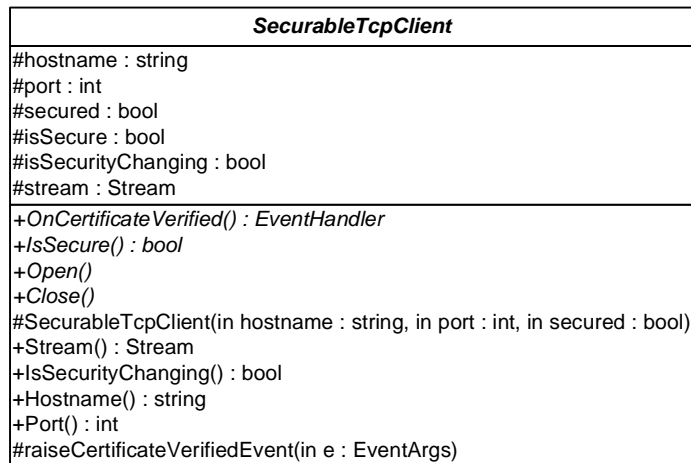 SecurableTcpClient
#hostname : string
#port : int
#secured : bool
#isSecure : bool
#isSecurityChanging : bool
#stream : Stream
+OnCertificateVerified() : EventHandler
+IsSecure() : bool
+Open()
+Close()
#SecurableTcpClient(in hostname : string, in port : int, in secured : bool)
+Stream() : Stream
+IsSecurityChanging() : bool
+Hostname() : string
+Port() : int
#raiseCertificateVerifiedEvent(in e : EventArgs)